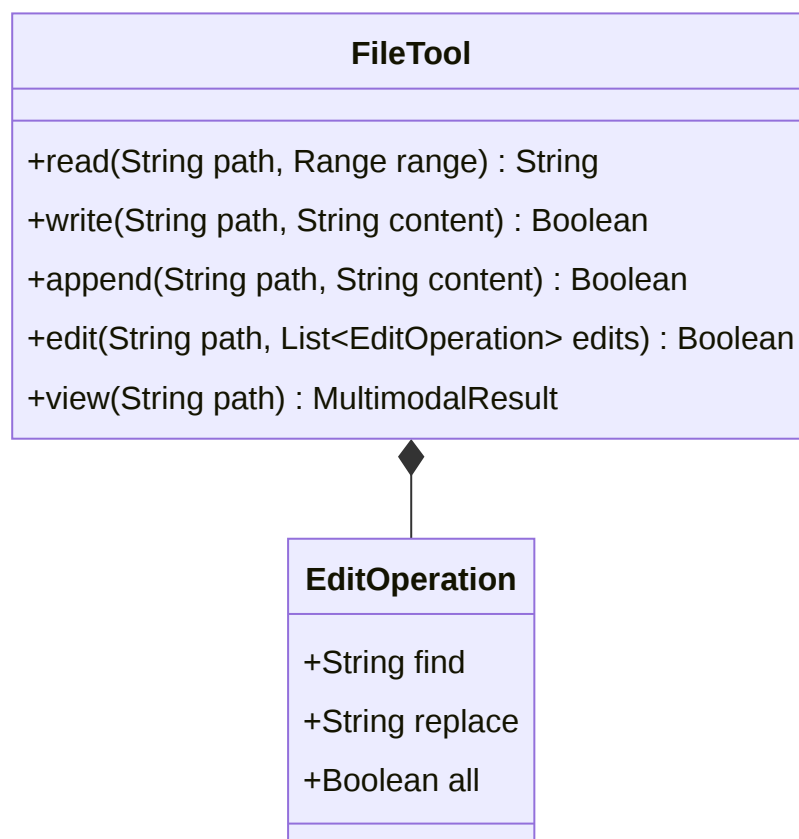 FileTool
+read(String path, Range range) : String
+write(String path, String content) : Boolean
+append(String path, String content) : Boolean
+edit(String path, List<EditOperation> edits) : Boolean
+view(String path) : MultimodalResult
EditOperation
+String find
+String replace
+Boolean all